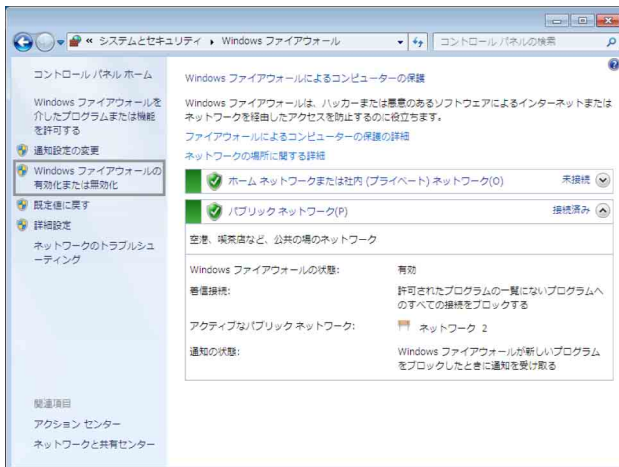 « システムとセキュリティ ▸ Windows ファイアウォール
コントロール パネルの検索
コントロール パネル ホーム
Windows ファイアウォールを
介したプログラムまたは機能
を許可する
通知設定の変更
Windows ファイアウォールの
有効化または無効化
既定値に戻す
詳細設定
ネットワークのトラブルシュ
ーティング
関連項目
アクション センター
ネットワークと共有センター
Windows ファイアウォールによるコンピューターの保護
Windows ファイアウォールは、ハッカーまたは悪意のあるソフトウェアによるインターネットまたは
ネットワークを経由したアクセスを防止するのに役立ちます。
ファイアウォールによるコンピューターの保護の詳細
ネットワークの場所に関する詳細
ホーム ネットワークまたは社内 (プライベート) ネットワーク(O) 未接続
パブリック ネットワーク(P) 接続済み
空港、喫茶店など、公共の場のネットワーク
Windows ファイアウォールの状態: 有効
着信接続: 許可されたプログラムの一覧にないプログラムへ
のすべての接続をブロックする
アクティブなパブリック ネットワーク: ネットワーク 2
通知の状態: Windows ファイアウォールが新しいプログラム
をブロックしたときに通知を受け取る